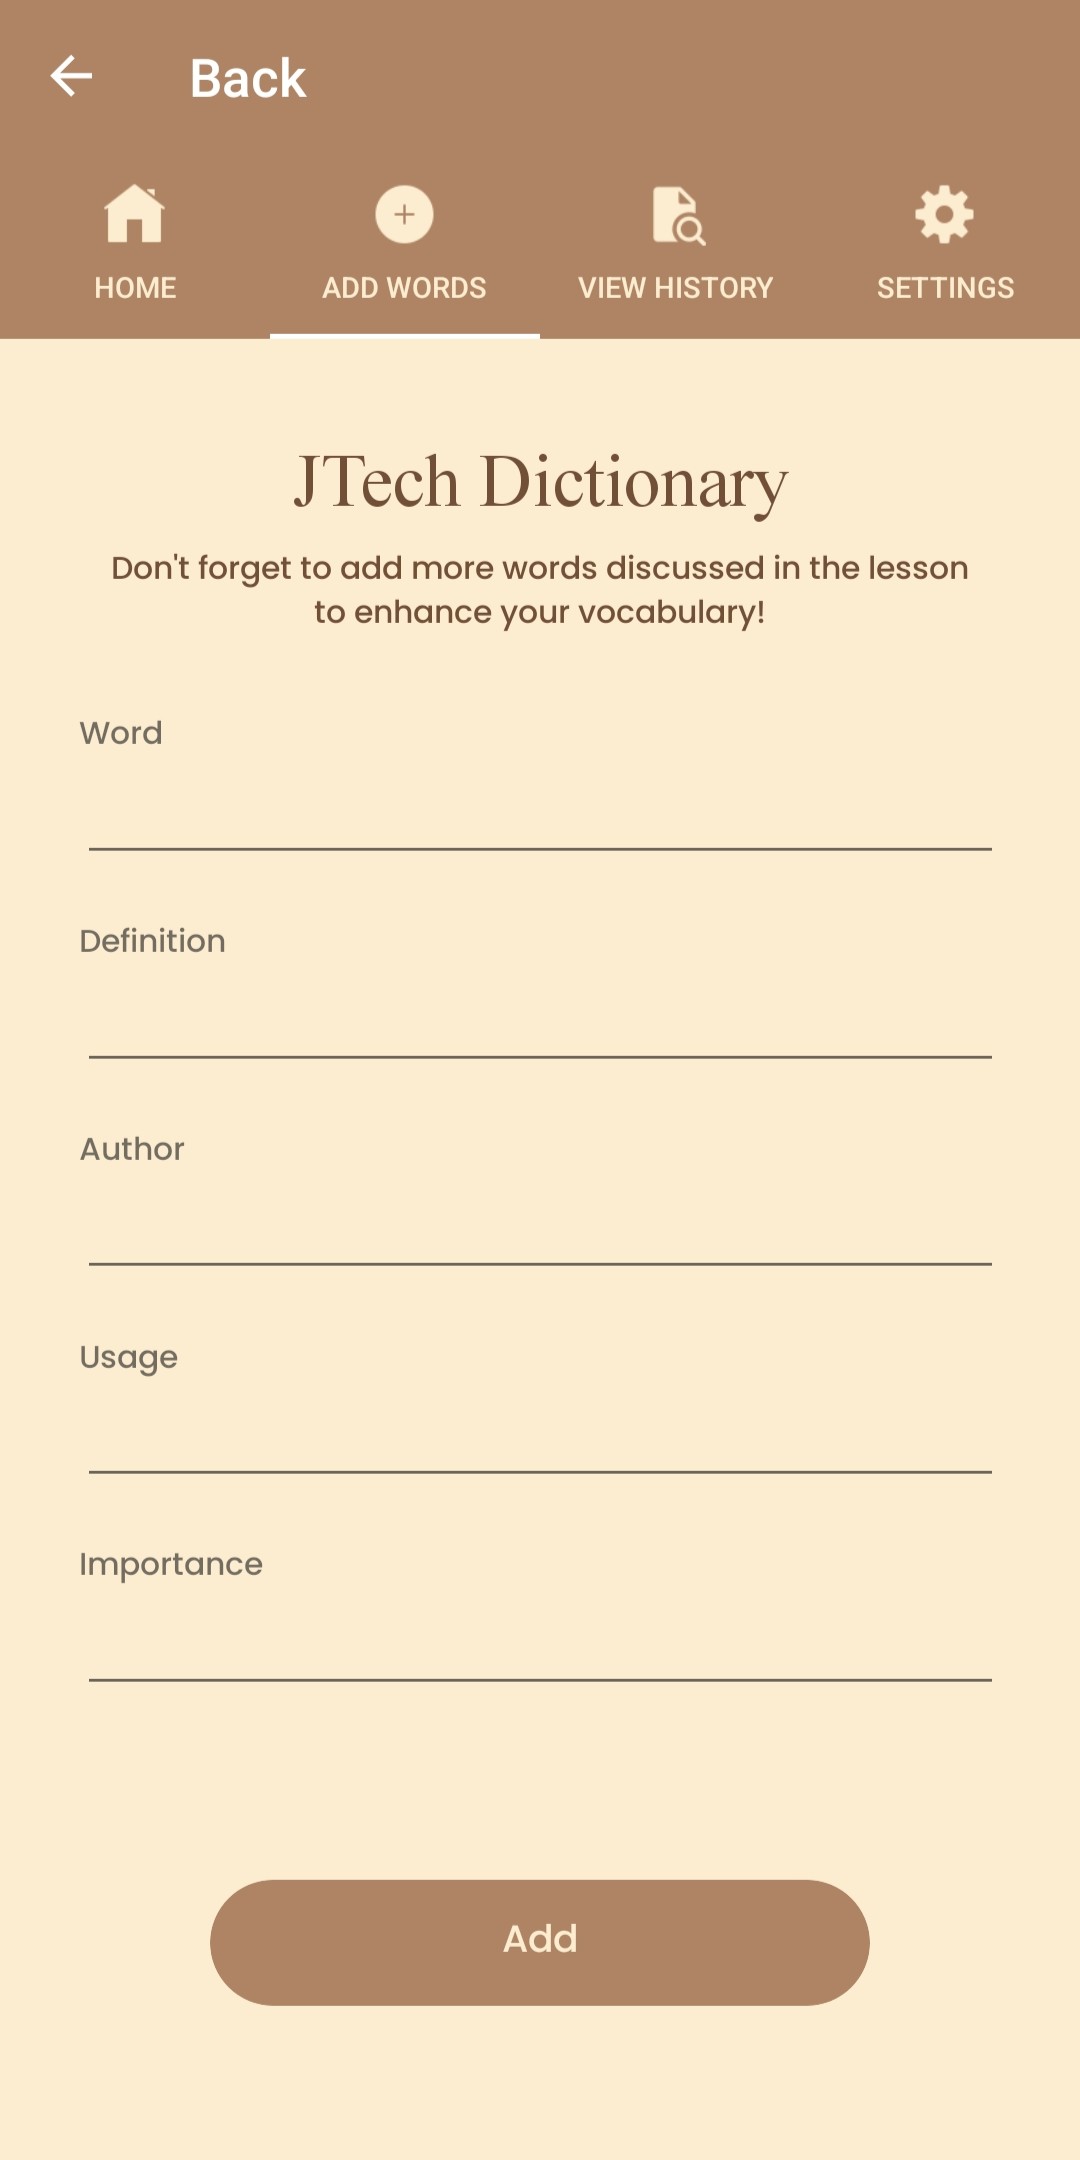 Back
HOME
ADD WORDS
VIEW HISTORY
SETTINGS
JTech Dictionary
Don't forget to add more words discussed in the lesson
to enhance your vocabulary!
Word
Definition
Author
Usage
Importance
Add